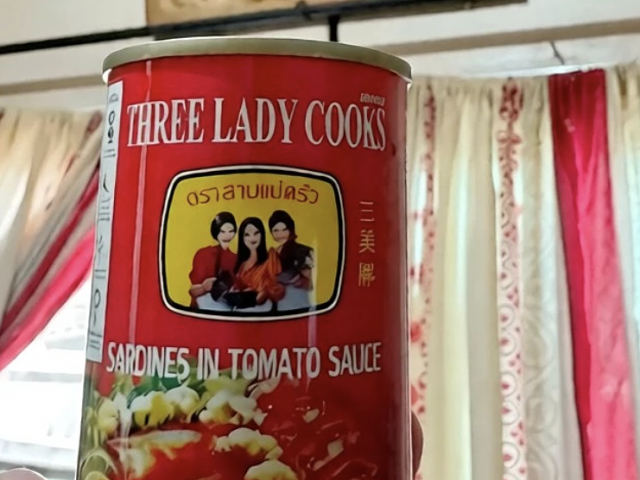 THREE LADY COOKS
ตราสามแม่ครัว
三
美
牌
SARDINES IN TOMATO SAUCE